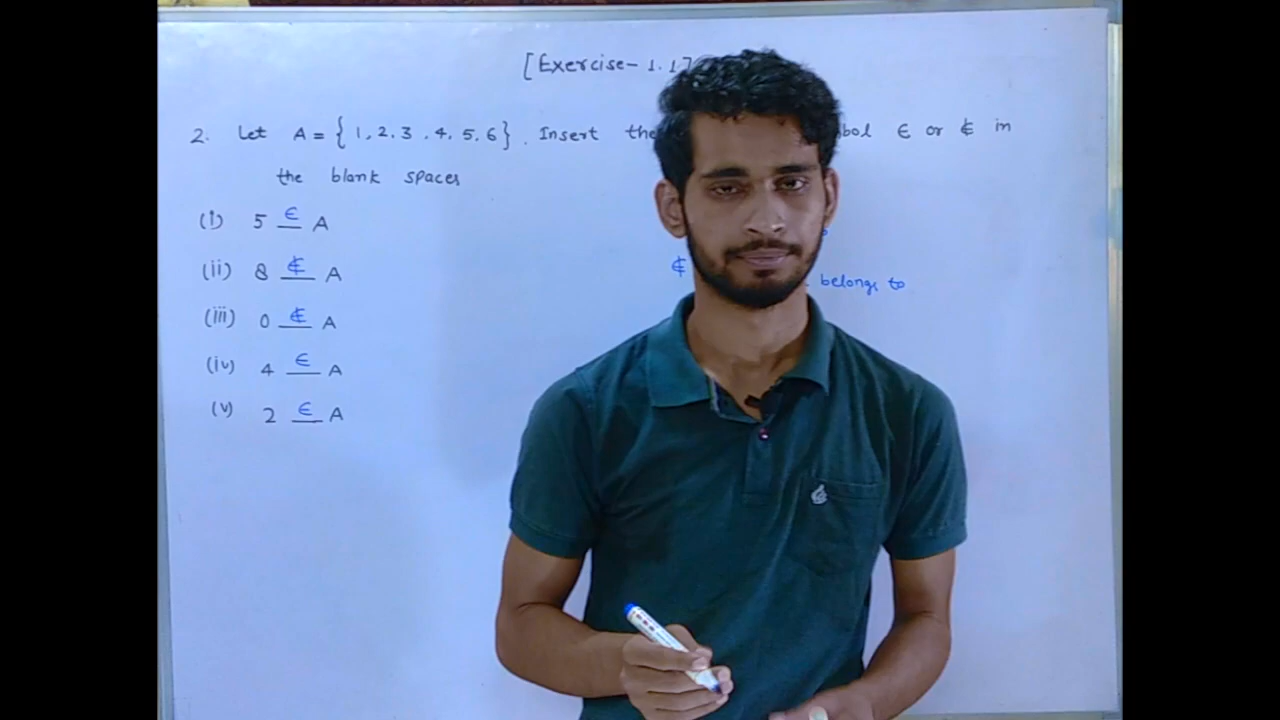 [Exercise- 1.1]
2. Let A = { 1, 2, 3, 4, 5, 6 }. Insert the bol ∈ or ∉ in
the blank spaces
(i) 5 ∈ A
(ii) 8 ∉ A
∉ belongs to
(iii) 0 ∉ A
(iv) 4 ∈ A
(v) 2 ∈ A